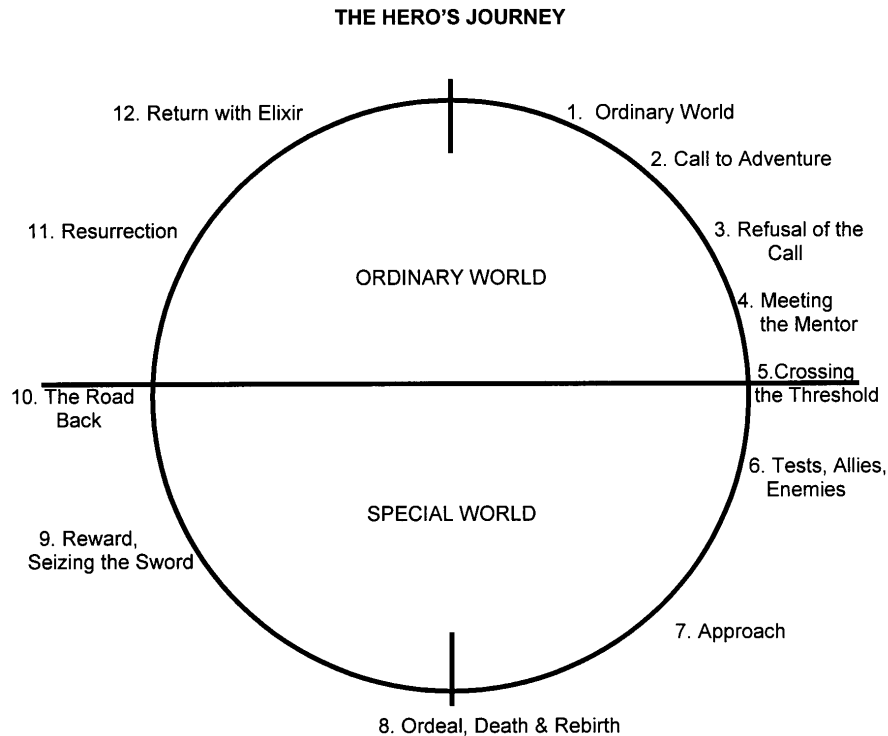 THE HERO'S JOURNEY
12. Return with Elixir
1. Ordinary World
2. Call to Adventure
11. Resurrection
3. Refusal of the
Call
ORDINARY WORLD
4. Meeting
the Mentor
5.Crossing
the Threshold
10. The Road
Back
6. Tests, Allies,
Enemies
SPECIAL WORLD
9. Reward,
Seizing the Sword
7. Approach
8. Ordeal, Death & Rebirth